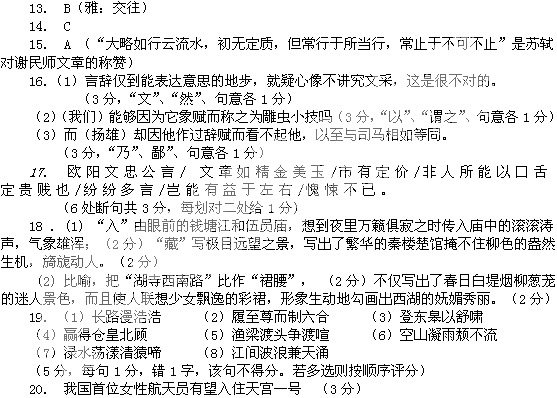 13. B（雅：交往）
14. C
15. A （“大略如行云流水，初无定质，但常行于所当行，常止于不可不止”是苏轼
对谢民师文章的称赞）
16.（1）言辞仅到能表达意思的地步，就疑心像不讲究文采，这是很不对的。
（3分，“文”、“然”、句意各1分）
（2）（我们）能够因为它象赋而称之为雕虫小技吗（3分，“以”、“谓之”、句意各1分）
（3）而（扬雄）却因他作过辞赋而看不起他，以至与司马相如等同。
（3分，“乃”、鄙”、句意各1分）
17. 欧阳文忠公言/ 文章如精金美玉/市有定价/非人所能以口舌
定贵贱也/纷纷多言/岂能有益于左右/愧悚不已。
（6处断句共3分，每划对二处给1分）
18．（1）“入”由眼前的钱塘江和伍员庙，想到夜里万籁俱寂之时传入庙中的滚滚涛
声，气象雄浑；（2分）“藏”写极目远望之景，写出了繁华的秦楼楚馆掩不住柳色的盎然
生机，旖旎动人。（2分）
（2）比喻，把“湖寺西南路”比作“裙腰”，（2分）不仅写出了春日白堤烟柳葱茏
的迷人景色，而且使人联想少女飘逸的彩裙，形象生动地勾画出西湖的妩媚秀丽。（2分）
19. （1）长路漫浩浩 （2）履至尊而制六合 （3）登东皋以舒啸
（4）赢得仓皇北顾 （5）渔梁渡头争渡喧 （6）空山凝雨颓不流
（7）渌水荡漾清猿啼 （8）江间波浪兼天涌
（5分，每句1分，错1字，该句不得分。若多选则按顺序评分）
20. 我国首位女性航天员有望入住天宫一号 （3分）